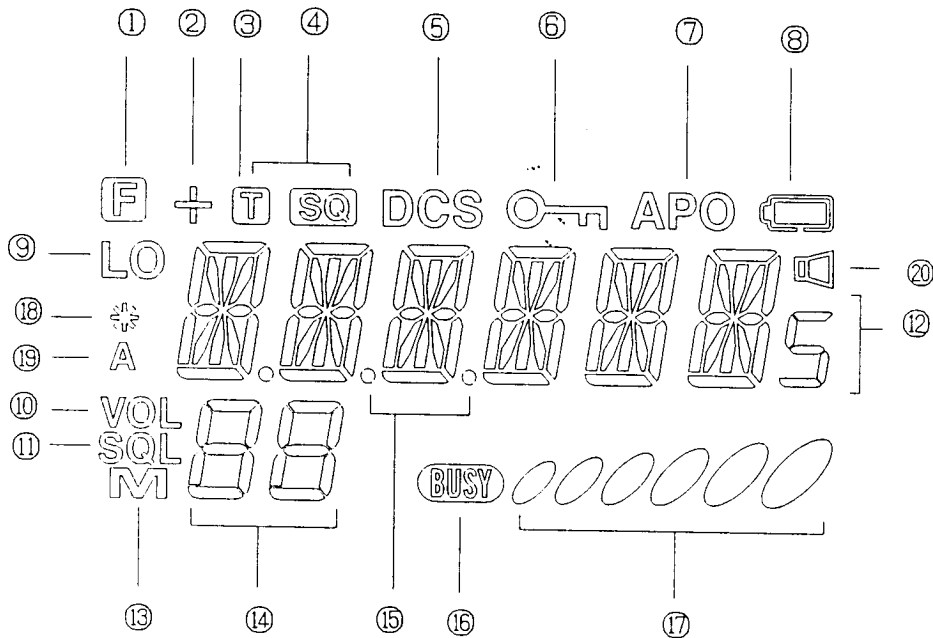 ① ② ③ ④ ⑤ ⑥ ⑦ ⑧
F + T SQ DCS APO
⑨ LO ⑳
⑱ ⑫
⑲ A 5
⑩ VOL
⑪ SQL
M BUSY
⑬ ⑭ ⑮ ⑯ ⑰